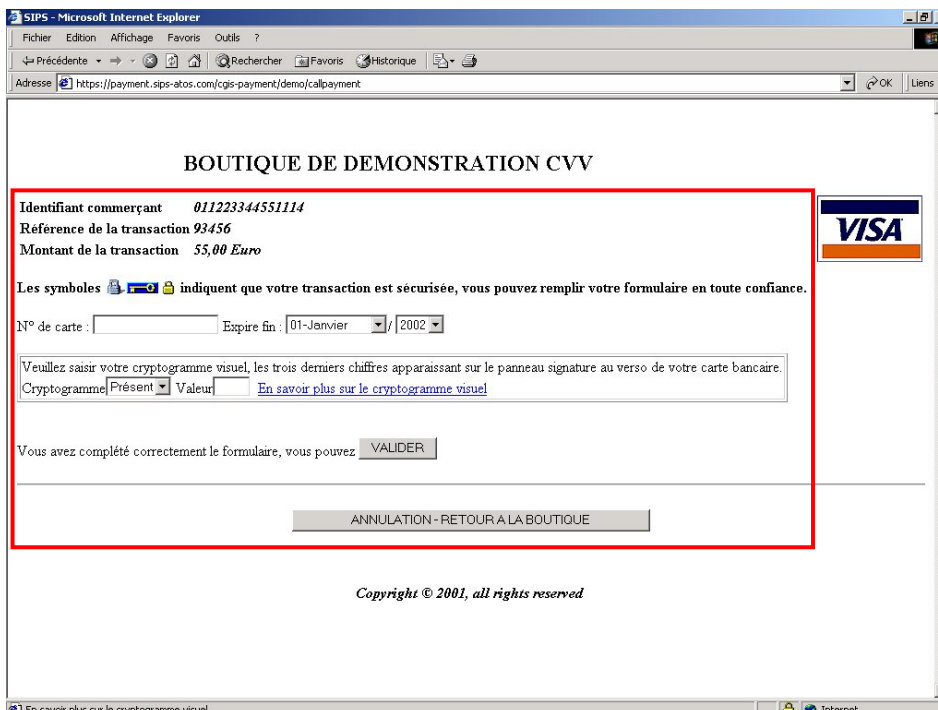 SIPS - Microsoft Internet Explorer
Fichier Edition Affichage Favoris Outils ?
Précédente Rechercher Favoris Historique
Adresse https://payment.sips-atos.com/cgis-payment/demo/callpayment OK Liens
BOUTIQUE DE DEMONSTRATION CVV
Identifiant commerçant 011223344551114
Référence de la transaction 93456
Montant de la transaction 55,00 Euro
VISA
Les symboles indiquent que votre transaction est sécurisée, vous pouvez remplir votre formulaire en toute confiance.
N° de carte : Expire fin : 01-Janvier / 2002
Veuillez saisir votre cryptogramme visuel, les trois derniers chiffres apparaissant sur le panneau signature au verso de votre carte bancaire.
Cryptogramme Présent Valeur En savoir plus sur le cryptogramme visuel
Vous avez complété correctement le formulaire, vous pouvez VALIDER
ANNULATION - RETOUR A LA BOUTIQUE
Copyright © 2001, all rights reserved
En savoir plus sur le cryptogramme visuel Internet